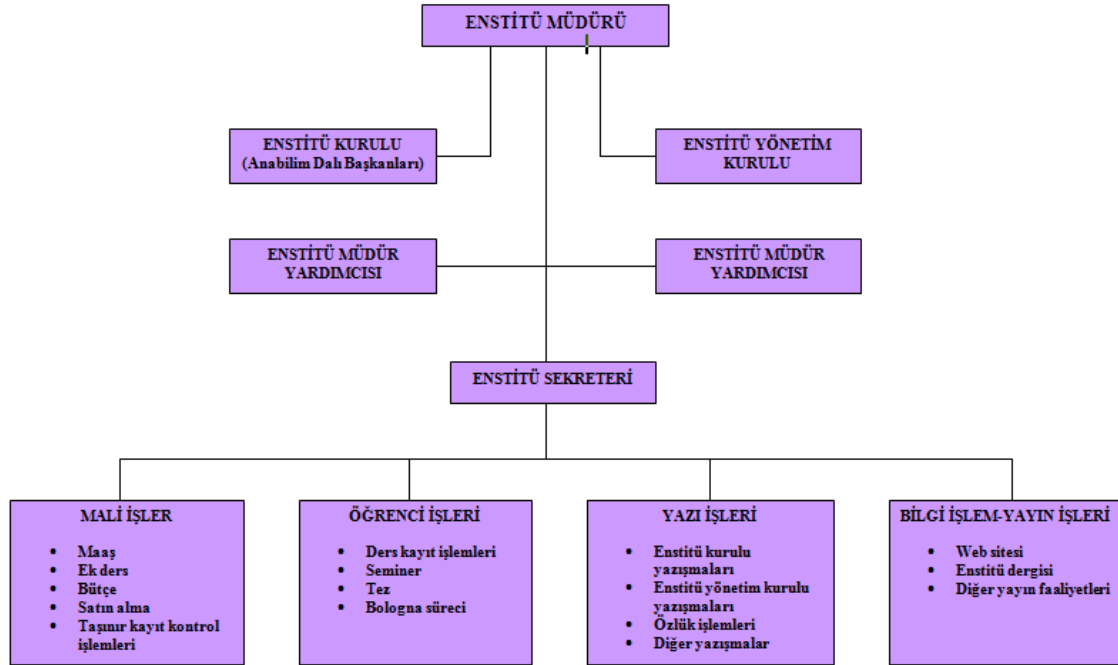 ENSTİTÜ MÜDÜRÜ
ENSTİTÜ KURULU
(Anabilim Dalı Başkanları)
ENSTİTÜ YÖNETİM
KURULU
ENSTİTÜ MÜDÜR
YARDIMCISI
ENSTİTÜ MÜDÜR
YARDIMCISI
ENSTİTÜ SEKRETERİ
MALİ İŞLER
• Maaş
• Ek ders
• Bütçe
• Satın alma
• Taşınır kayıt kontrol
işlemleri
ÖĞRENCİ İŞLERİ
• Ders kayıt işlemleri
• Seminer
• Tez
• Bologna süreci
YAZI İŞLERİ
• Enstitü kurulu
yazışmaları
• Enstitü yönetim kurulu
yazışmaları
• Özlük işlemleri
• Diğer yazışmalar
BİLGİ İŞLEM-YAYIN İŞLERİ
• Web sitesi
• Enstitü dergisi
• Diğer yayın faaliyetleri